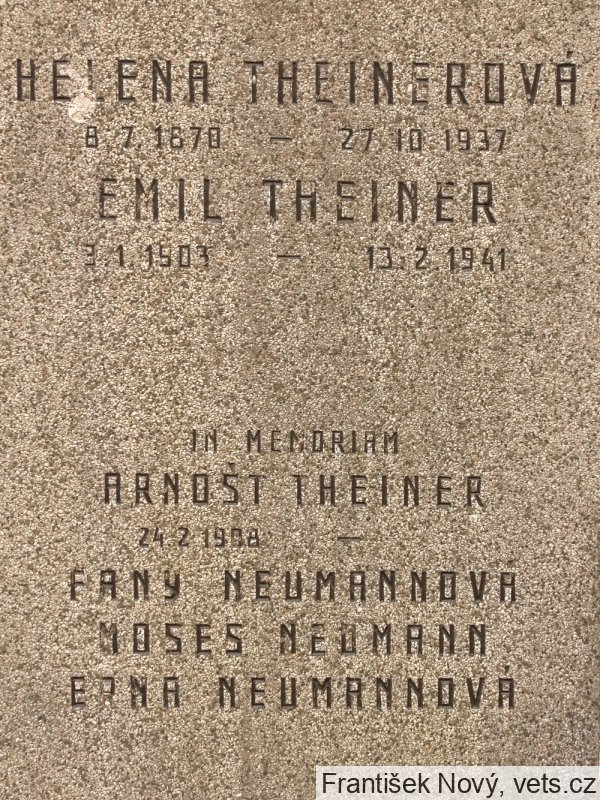 HELENA THEINEROVÁ
8.7.1870 — 27.10.1937
EMIL THEINER
3.1.1903 — 13.2.1941
IN MEMORIAM
ARNOŠT THEINER
24.2.1908 —
FANY NEUMANNOVÁ
MOSES NEUMANN
ERNA NEUMANNOVÁ
František Nový, vets.cz